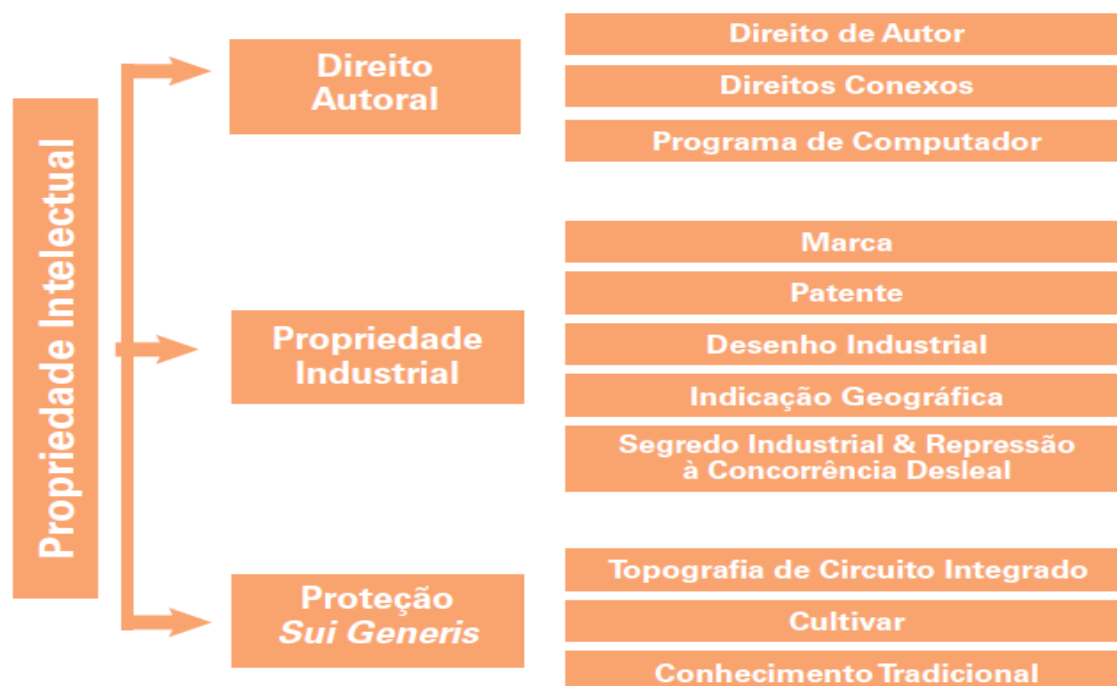 Propriedade Intelectual
Direito
Autoral
Direito de Autor
Direitos Conexos
Programa de Computador
Propriedade
Industrial
Marca
Patente
Desenho Industrial
Indicação Geográfica
Segredo Industrial & Repressão
à Concorrência Desleal
Proteção
Sui Generis
Topografia de Circuito Integrado
Cultivar
Conhecimento Tradicional